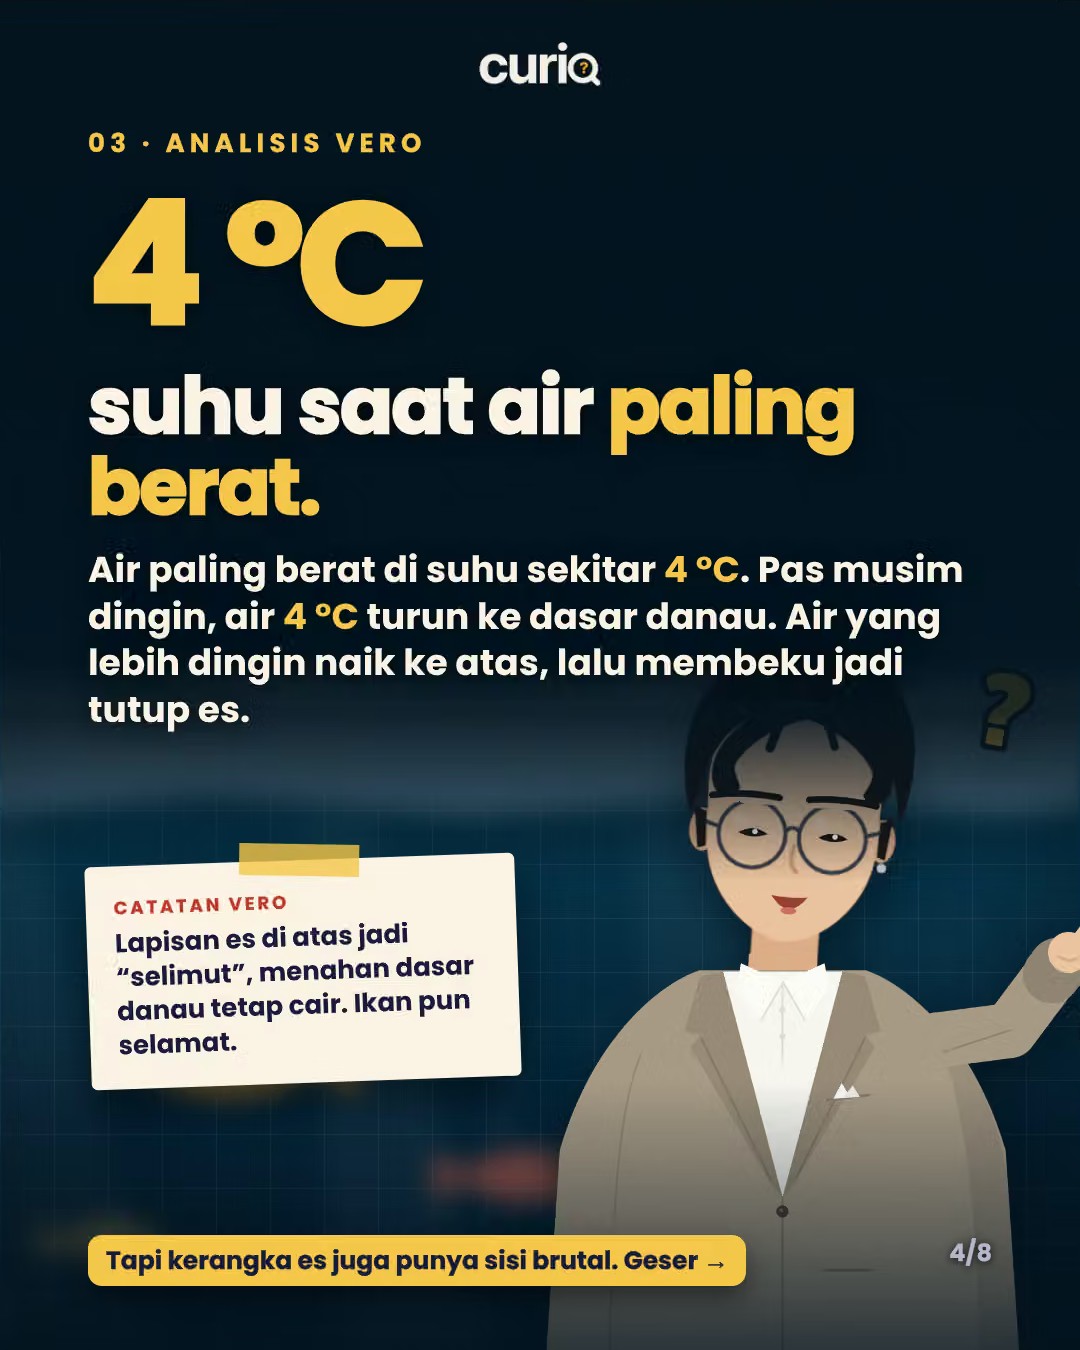 curiQ?
03 · ANALISIS VERO
4 °C
suhu saat air paling
berat.
Air paling berat di suhu sekitar 4 °C. Pas musim
dingin, air 4 °C turun ke dasar danau. Air yang
lebih dingin naik ke atas, lalu membeku jadi
tutup es.
?
CATATAN VERO
Lapisan es di atas jadi
“selimut”, menahan dasar
danau tetap cair. Ikan pun
selamat.
Tapi kerangka es juga punya sisi brutal. Geser →
4/8